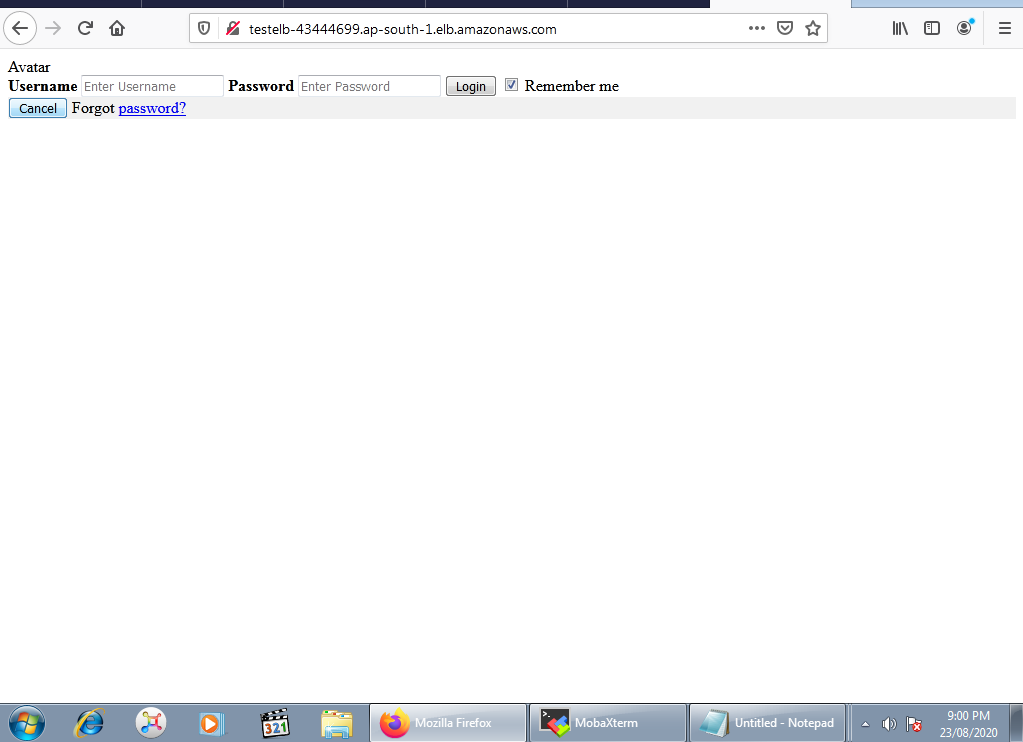 testelb-43444699.ap-south-1.elb.amazonaws.com
Avatar
Username Enter Username Password Enter Password Login Remember me
Cancel Forgot password?
321
Mozilla Firefox MobaXterm Untitled - Notepad 9:00 PM
23/08/2020